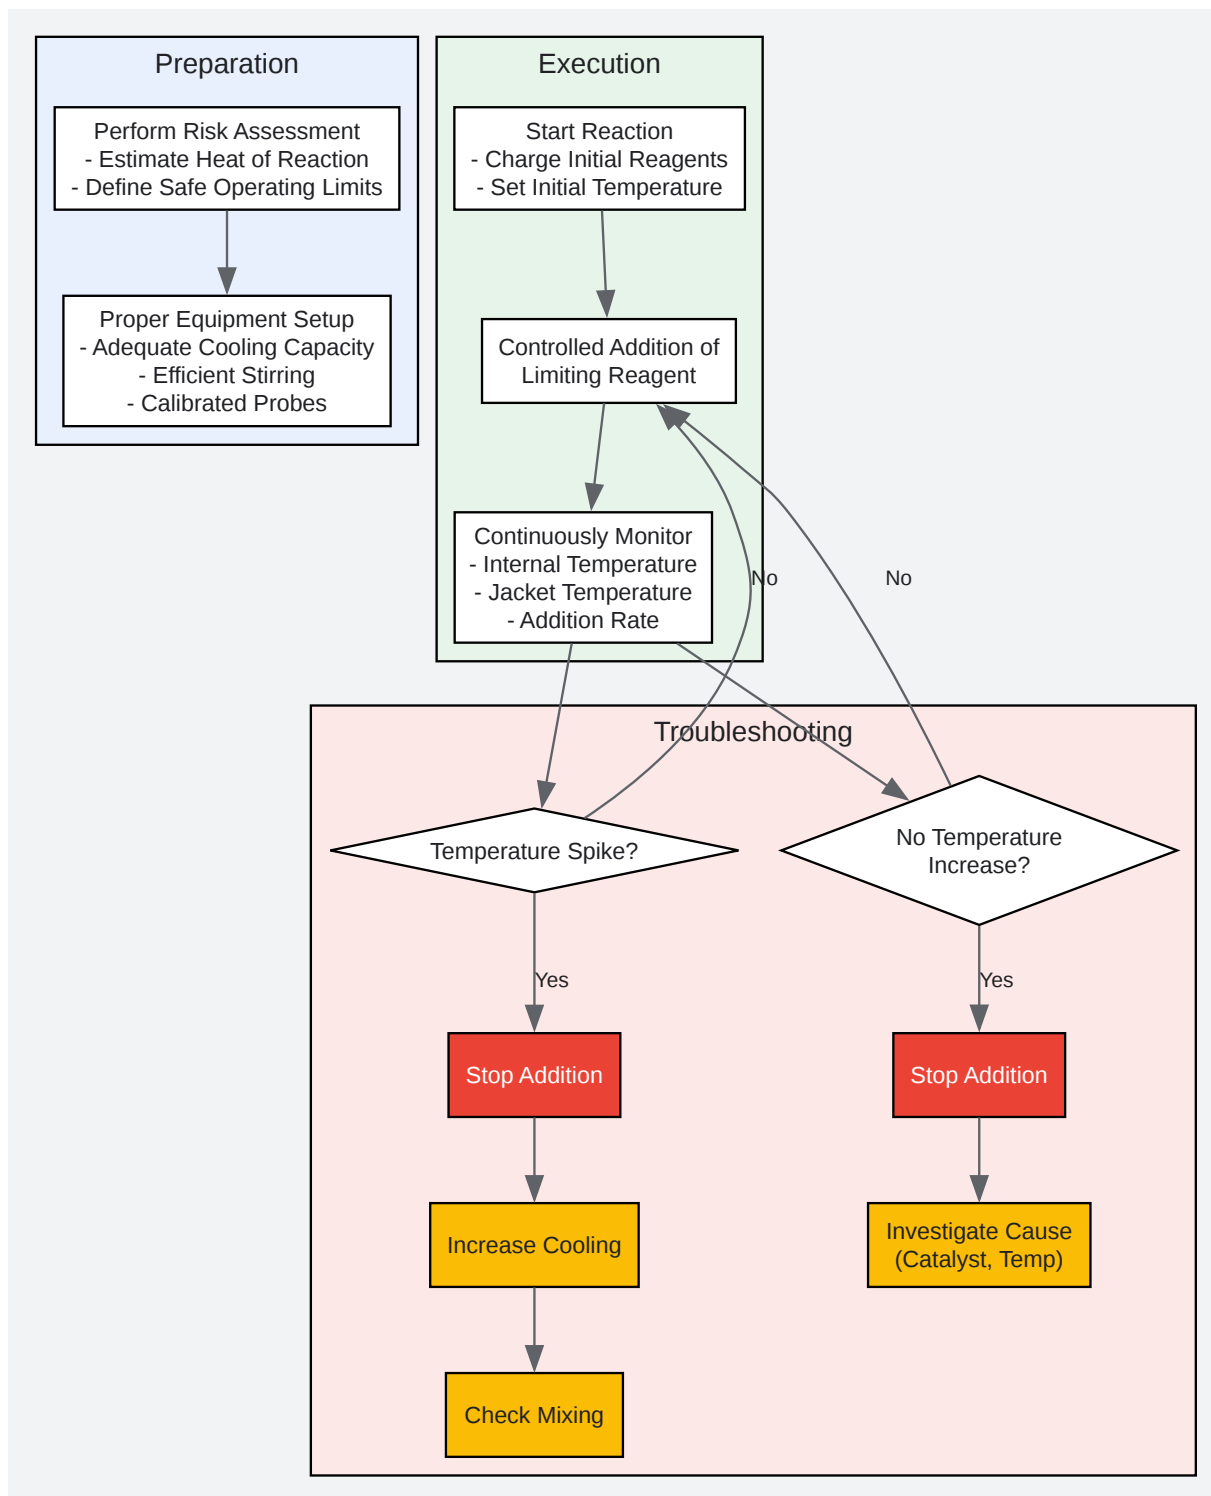 Preparation
Perform Risk Assessment
- Estimate Heat of Reaction
- Define Safe Operating Limits
Proper Equipment Setup
- Adequate Cooling Capacity
- Efficient Stirring
- Calibrated Probes
Execution
Start Reaction
- Charge Initial Reagents
- Set Initial Temperature
Controlled Addition of
Limiting Reagent
Continuously Monitor
- Internal Temperature
- Jacket Temperature
- Addition Rate
No
No
Troubleshooting
Temperature Spike?
Yes
Stop Addition
Increase Cooling
Check Mixing
No Temperature
Increase?
Yes
Stop Addition
Investigate Cause
(Catalyst, Temp)